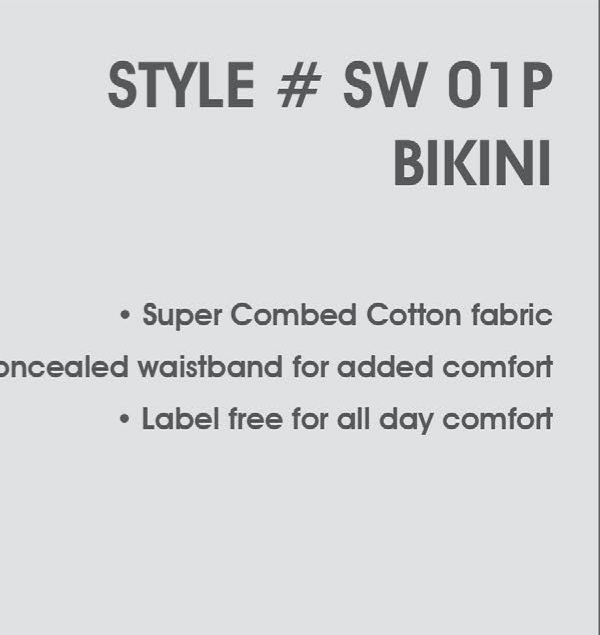 STYLE # SW 01P
BIKINI
• Super Combed Cotton fabric
oncealed waistband for added comfort
• Label free for all day comfort